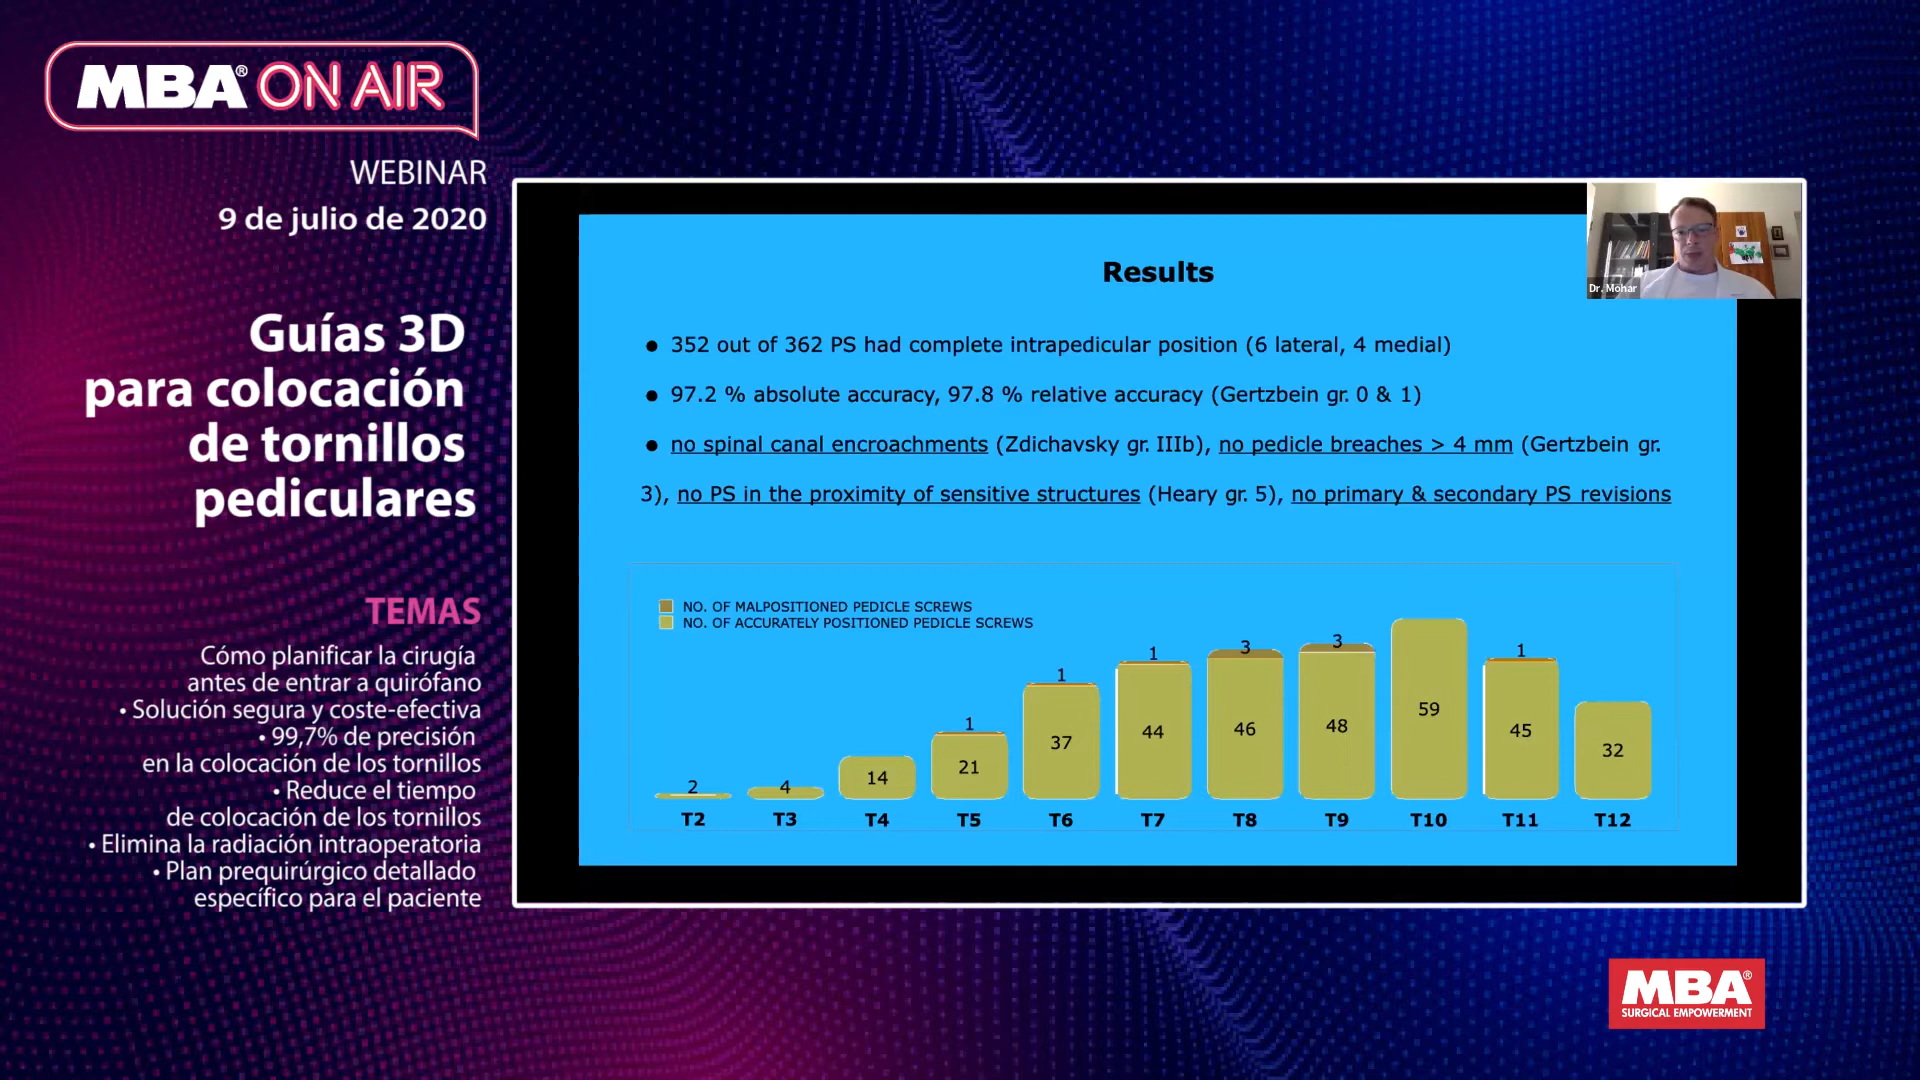 MBA® ON AIR
WEBINAR
9 de julio de 2020
Guías 3D
para colocación
de tornillos
pediculares
TEMAS
Cómo planificar la cirugía
antes de entrar a quirófano
• Solución segura y coste-efectiva
• 99,7% de precisión
en la colocación de los tornillos
• Reduce el tiempo
de colocación de los tornillos
• Elimina la radiación intraoperatoria
• Plan prequirúrgico detallado
específico para el paciente
Dr. Mohar
Results
● 352 out of 362 PS had complete intrapedicular position (6 lateral, 4 medial)
● 97.2 % absolute accuracy, 97.8 % relative accuracy (Gertzbein gr. 0 & 1)
● no spinal canal encroachments (Zdichavsky gr. IIIb), no pedicle breaches > 4 mm (Gertzbein gr.
3), no PS in the proximity of sensitive structures (Heary gr. 5), no primary & secondary PS revisions
NO. OF MALPOSITIONED PEDICLE SCREWS
NO. OF ACCURATELY POSITIONED PEDICLE SCREWS
1 1 1 3 3 1
2 4 14 21 37 44 46 48 59 45 32
T2 T3 T4 T5 T6 T7 T8 T9 T10 T11 T12
MBA®
SURGICAL EMPOWERMENT